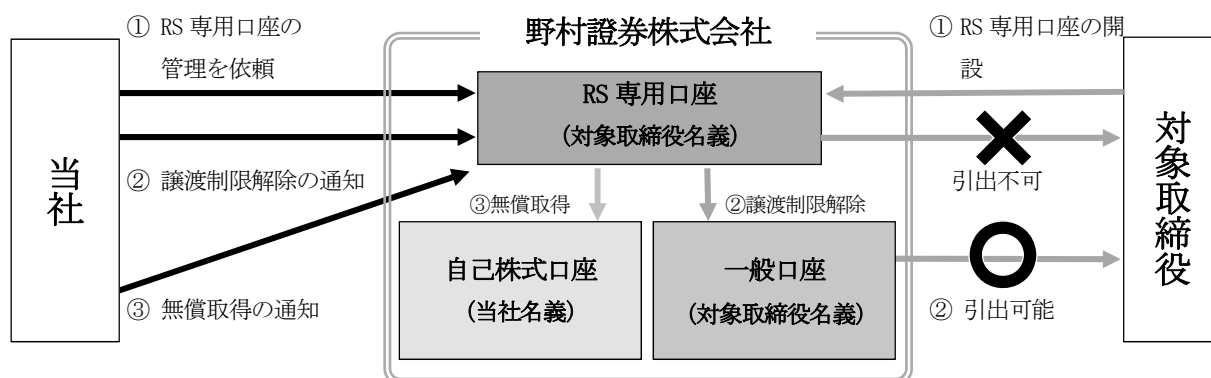 ① RS 専用口座の
管理を依頼
② 譲渡制限解除の通知
③ 無償取得の通知
当社
野村證券株式会社
RS 専用口座
(対象取締役名義)
③無償取得
②譲渡制限解除
自己株式口座
(当社名義)
一般口座
(対象取締役名義)
① RS 専用口座の開
設
引出不可
② 引出可能
対象取締役